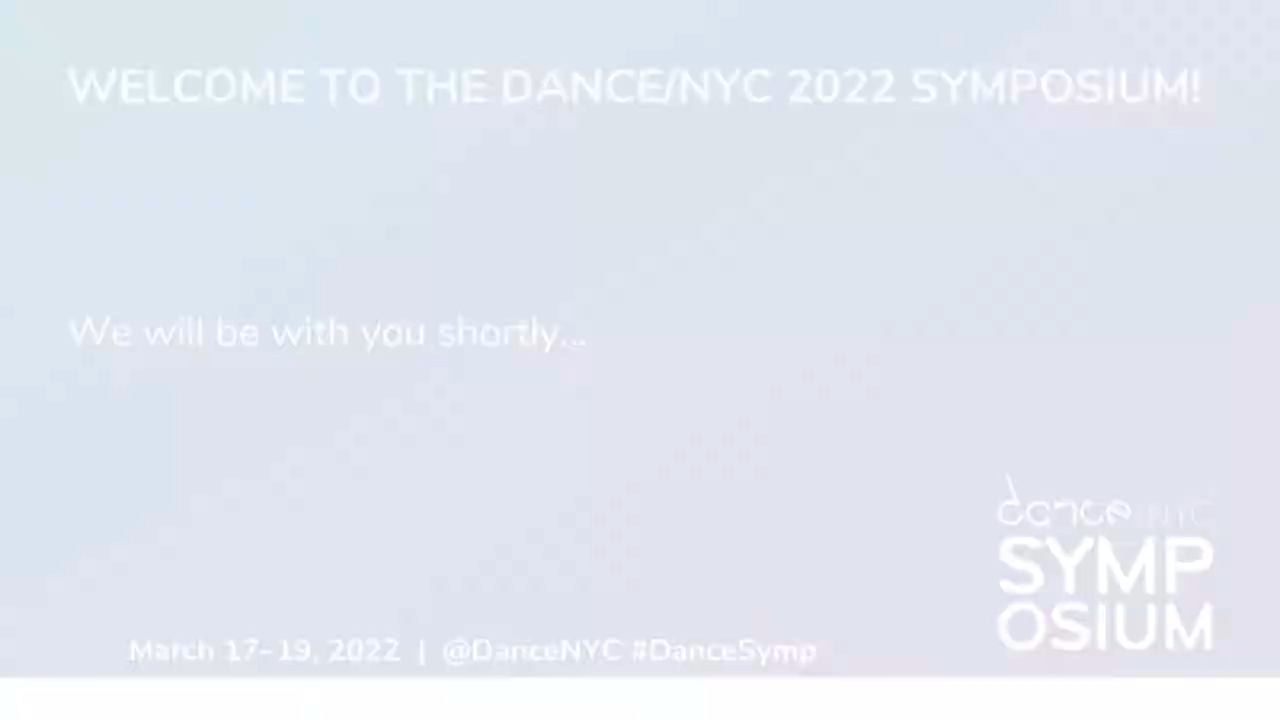 WELCOME TO THE DANCE/NYC 2022 SYMPOSIUM!
We will be with you shortly...
dance/NYC
SYMP
OSIUM
March 17-19, 2022 | @DanceNYC #DanceSymp